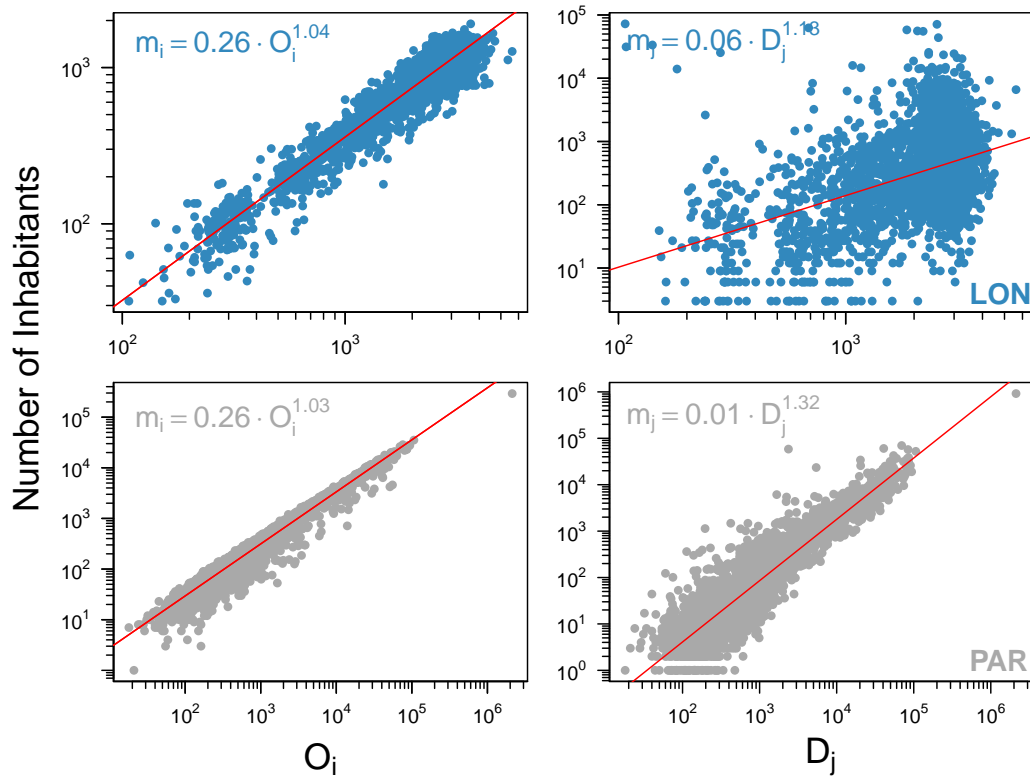 Number of Inhabitants
m_i = 0.26 · O_i^1.04
10^3
10^2
10^2 10^3
m_j = 0.06 · D_j^1.18
10^5
10^4
10^3
10^2
10^1
LON
10^2 10^3
m_i = 0.26 · O_i^1.03
10^5
10^4
10^3
10^2
10^1
10^2 10^3 10^4 10^5 10^6
O_i
m_j = 0.01 · D_j^1.32
10^6
10^5
10^4
10^3
10^2
10^1
10^0
PAR
10^2 10^3 10^4 10^5 10^6
D_j